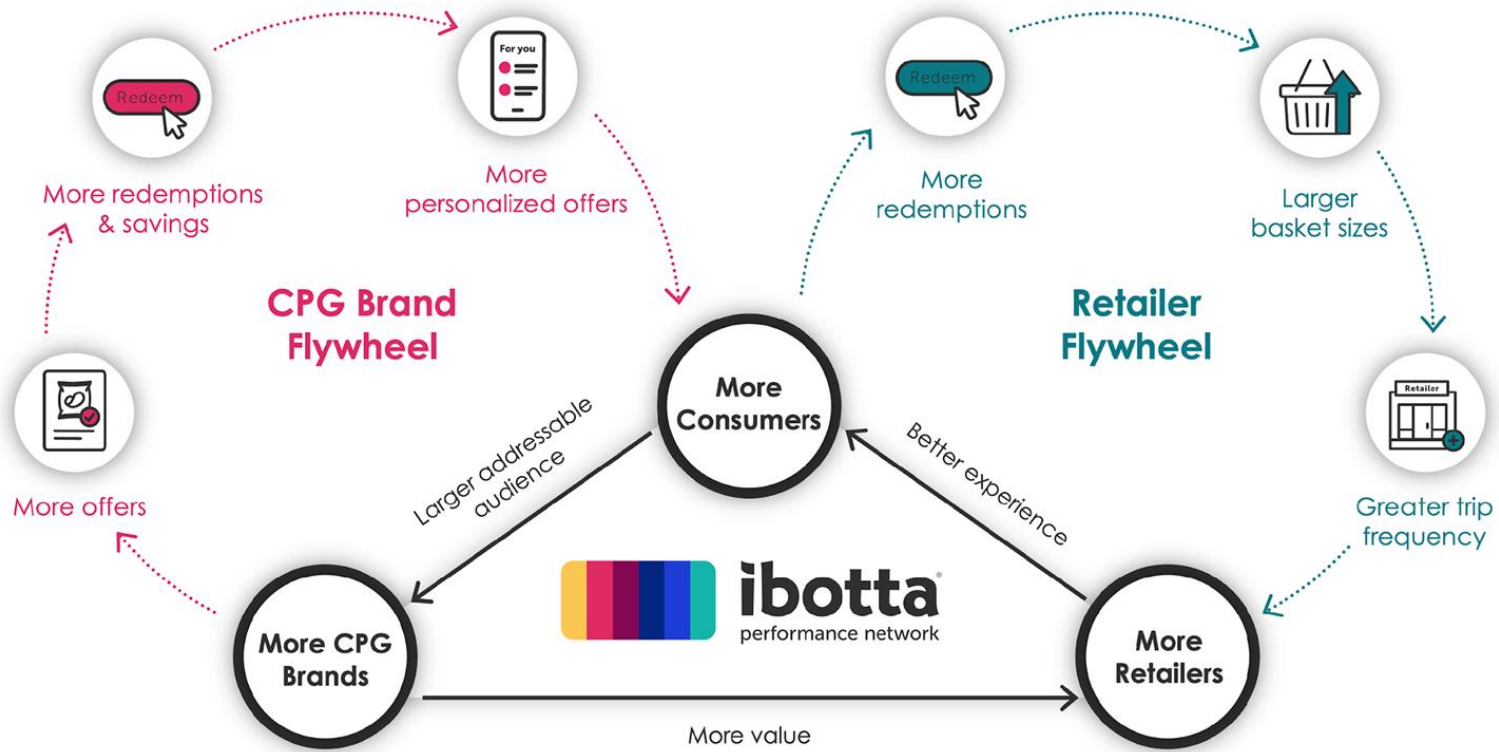 For you
Redeem
Redeem
More redemptions
& savings
More
personalized offers
More
redemptions
Larger
basket sizes
CPG Brand
Flywheel
Retailer
Flywheel
More offers
More
Consumers
Retailer
Greater trip
frequency
Larger addressable
audience
Better experience
ibotta®
performance network
More CPG
Brands
More
Retailers
More value